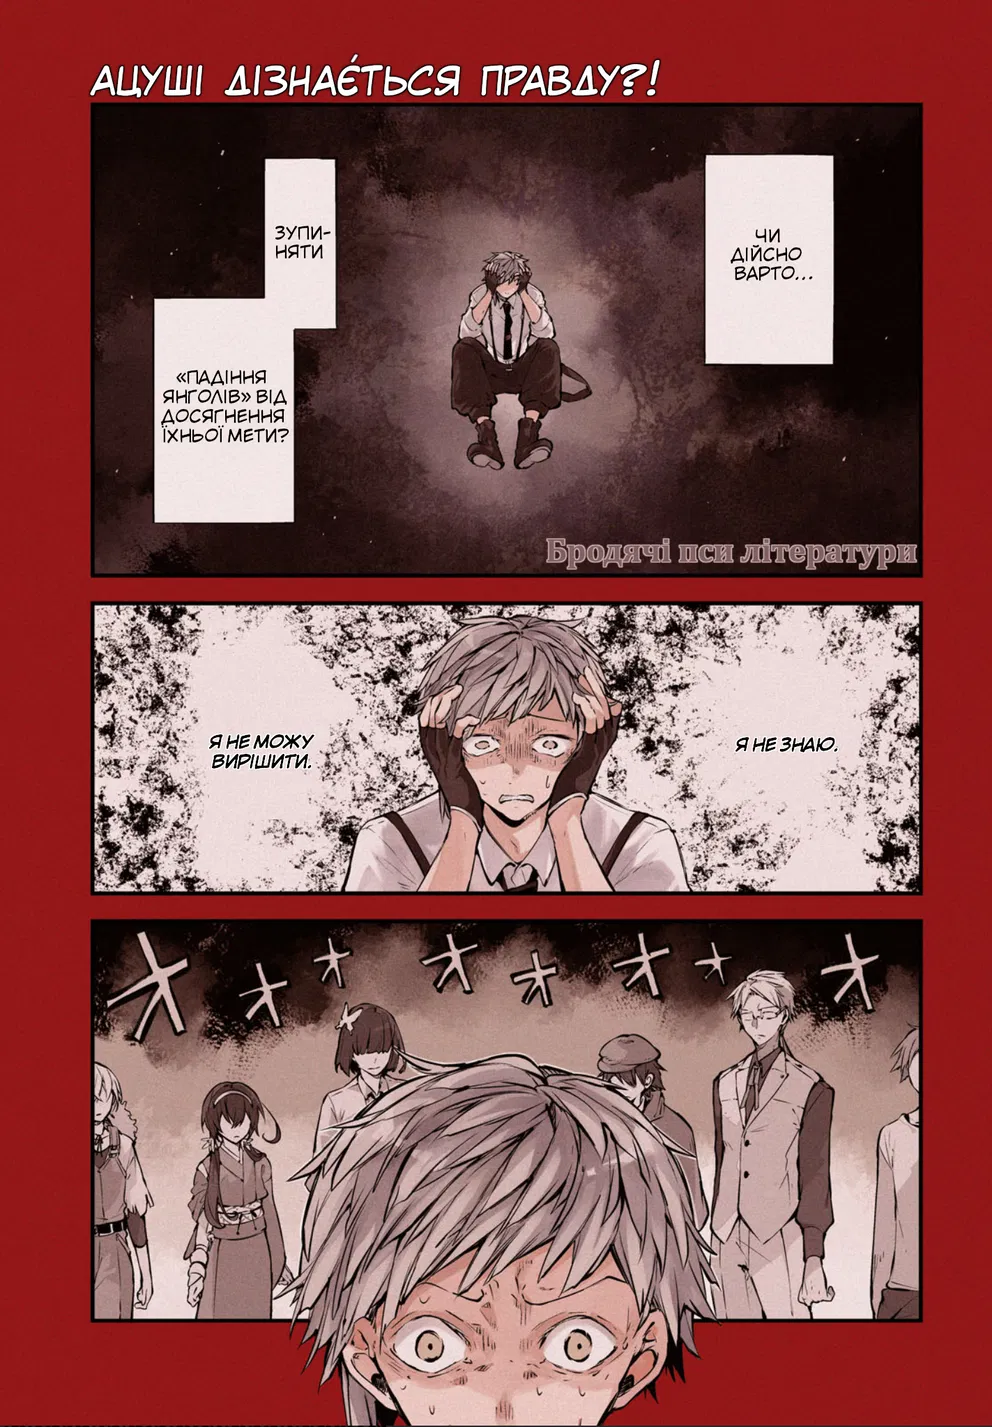 АЦУШІ ДІЗНАЄТЬСЯ ПРАВДУ?!
ЧИ
ДІЙСНО
ВАРТО...
ЗУПИ-
НЯТИ
«ПАДІННЯ
ЯНГОЛІВ» ВІД
ДОСЯГНЕННЯ
ЇХНЬОЇ МЕТИ?
Бродячі пси літератури
Я НЕ ЗНАЮ.
Я НЕ МОЖУ
ВИРІШИТИ.